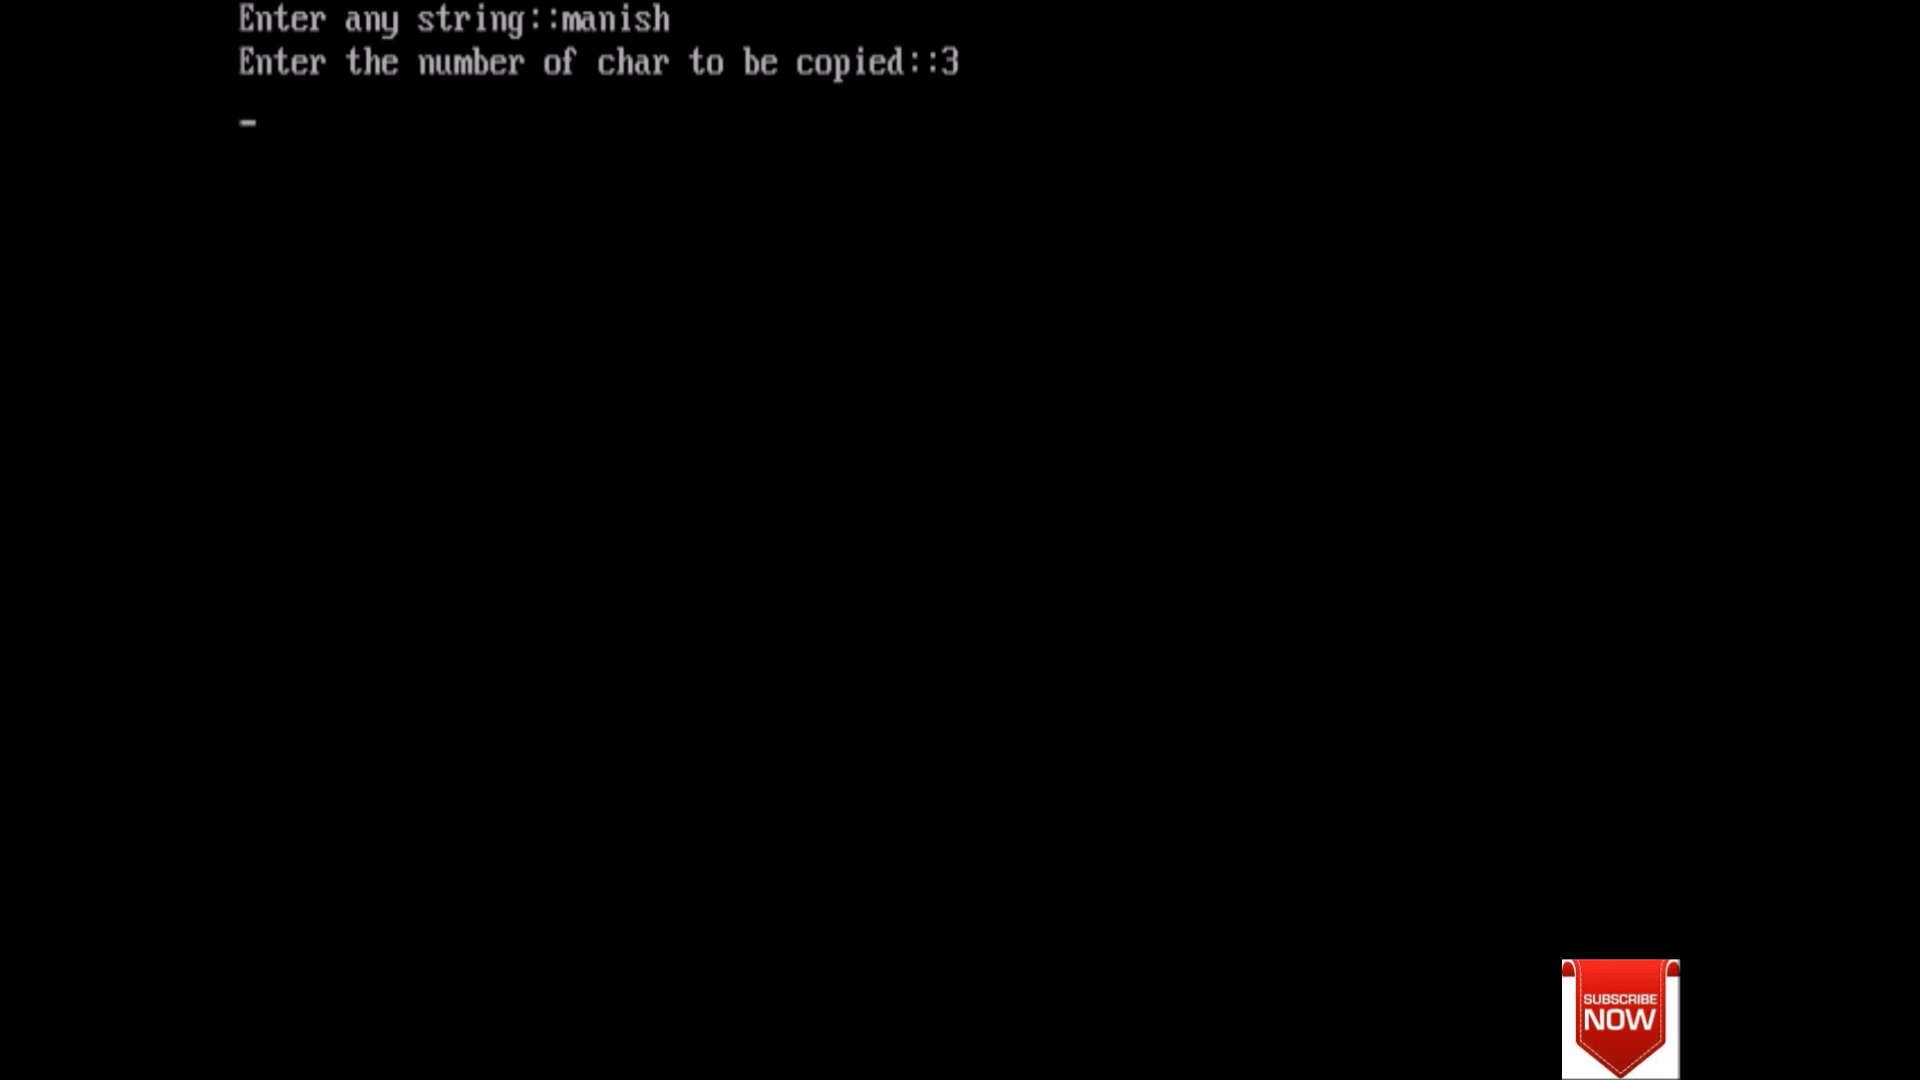 Enter any string::manish
Enter the number of char to be copied::3
SUBSCRIBE
NOW